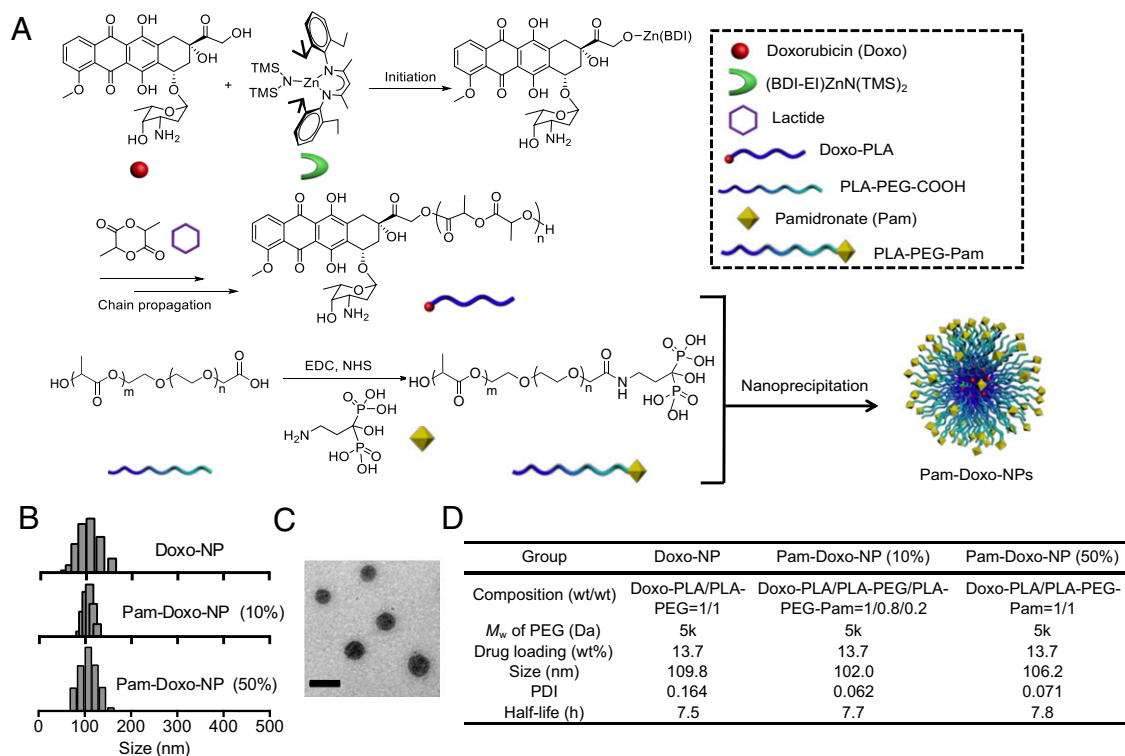 A
O OH O OH OH
O O OH O
NH2 HO
+
TMS N Zn N N TMS
Initiation
O OH O O–Zn(BDI) OH
O O OH O
NH2 HO
Doxorubicin (Doxo)
(BDI-EI)ZnN(TMS)2
Lactide
Doxo-PLA
PLA-PEG-COOH
Pamidronate (Pam)
PLA-PEG-Pam
O O O O
Chain propagation
O OH O O O O O H n OH
O O OH O
NH2 HO
HO O O m O O n O OH
EDC, NHS
H2N O P OH OH OH P O OH HO
HO O O m O O n O N H O P OH OH OH P O OH HO
Nanoprecipitation
Pam-Doxo-NPs
B
Doxo-NP
Pam-Doxo-NP (10%)
Pam-Doxo-NP (50%)
0 100 200 300 400 500
Size (nm)
C
D
Group Doxo-NP Pam-Doxo-NP (10%) Pam-Doxo-NP (50%)
Composition (wt/wt) Doxo-PLA/PLA-PEG=1/1 Doxo-PLA/PLA-PEG/PLA-PEG-Pam=1/0.8/0.2 Doxo-PLA/PLA-PEG-Pam=1/1
Mw of PEG (Da) 5k 5k 5k
Drug loading (wt%) 13.7 13.7 13.7
Size (nm) 109.8 102.0 106.2
PDI 0.164 0.062 0.071
Half-life (h) 7.5 7.7 7.8